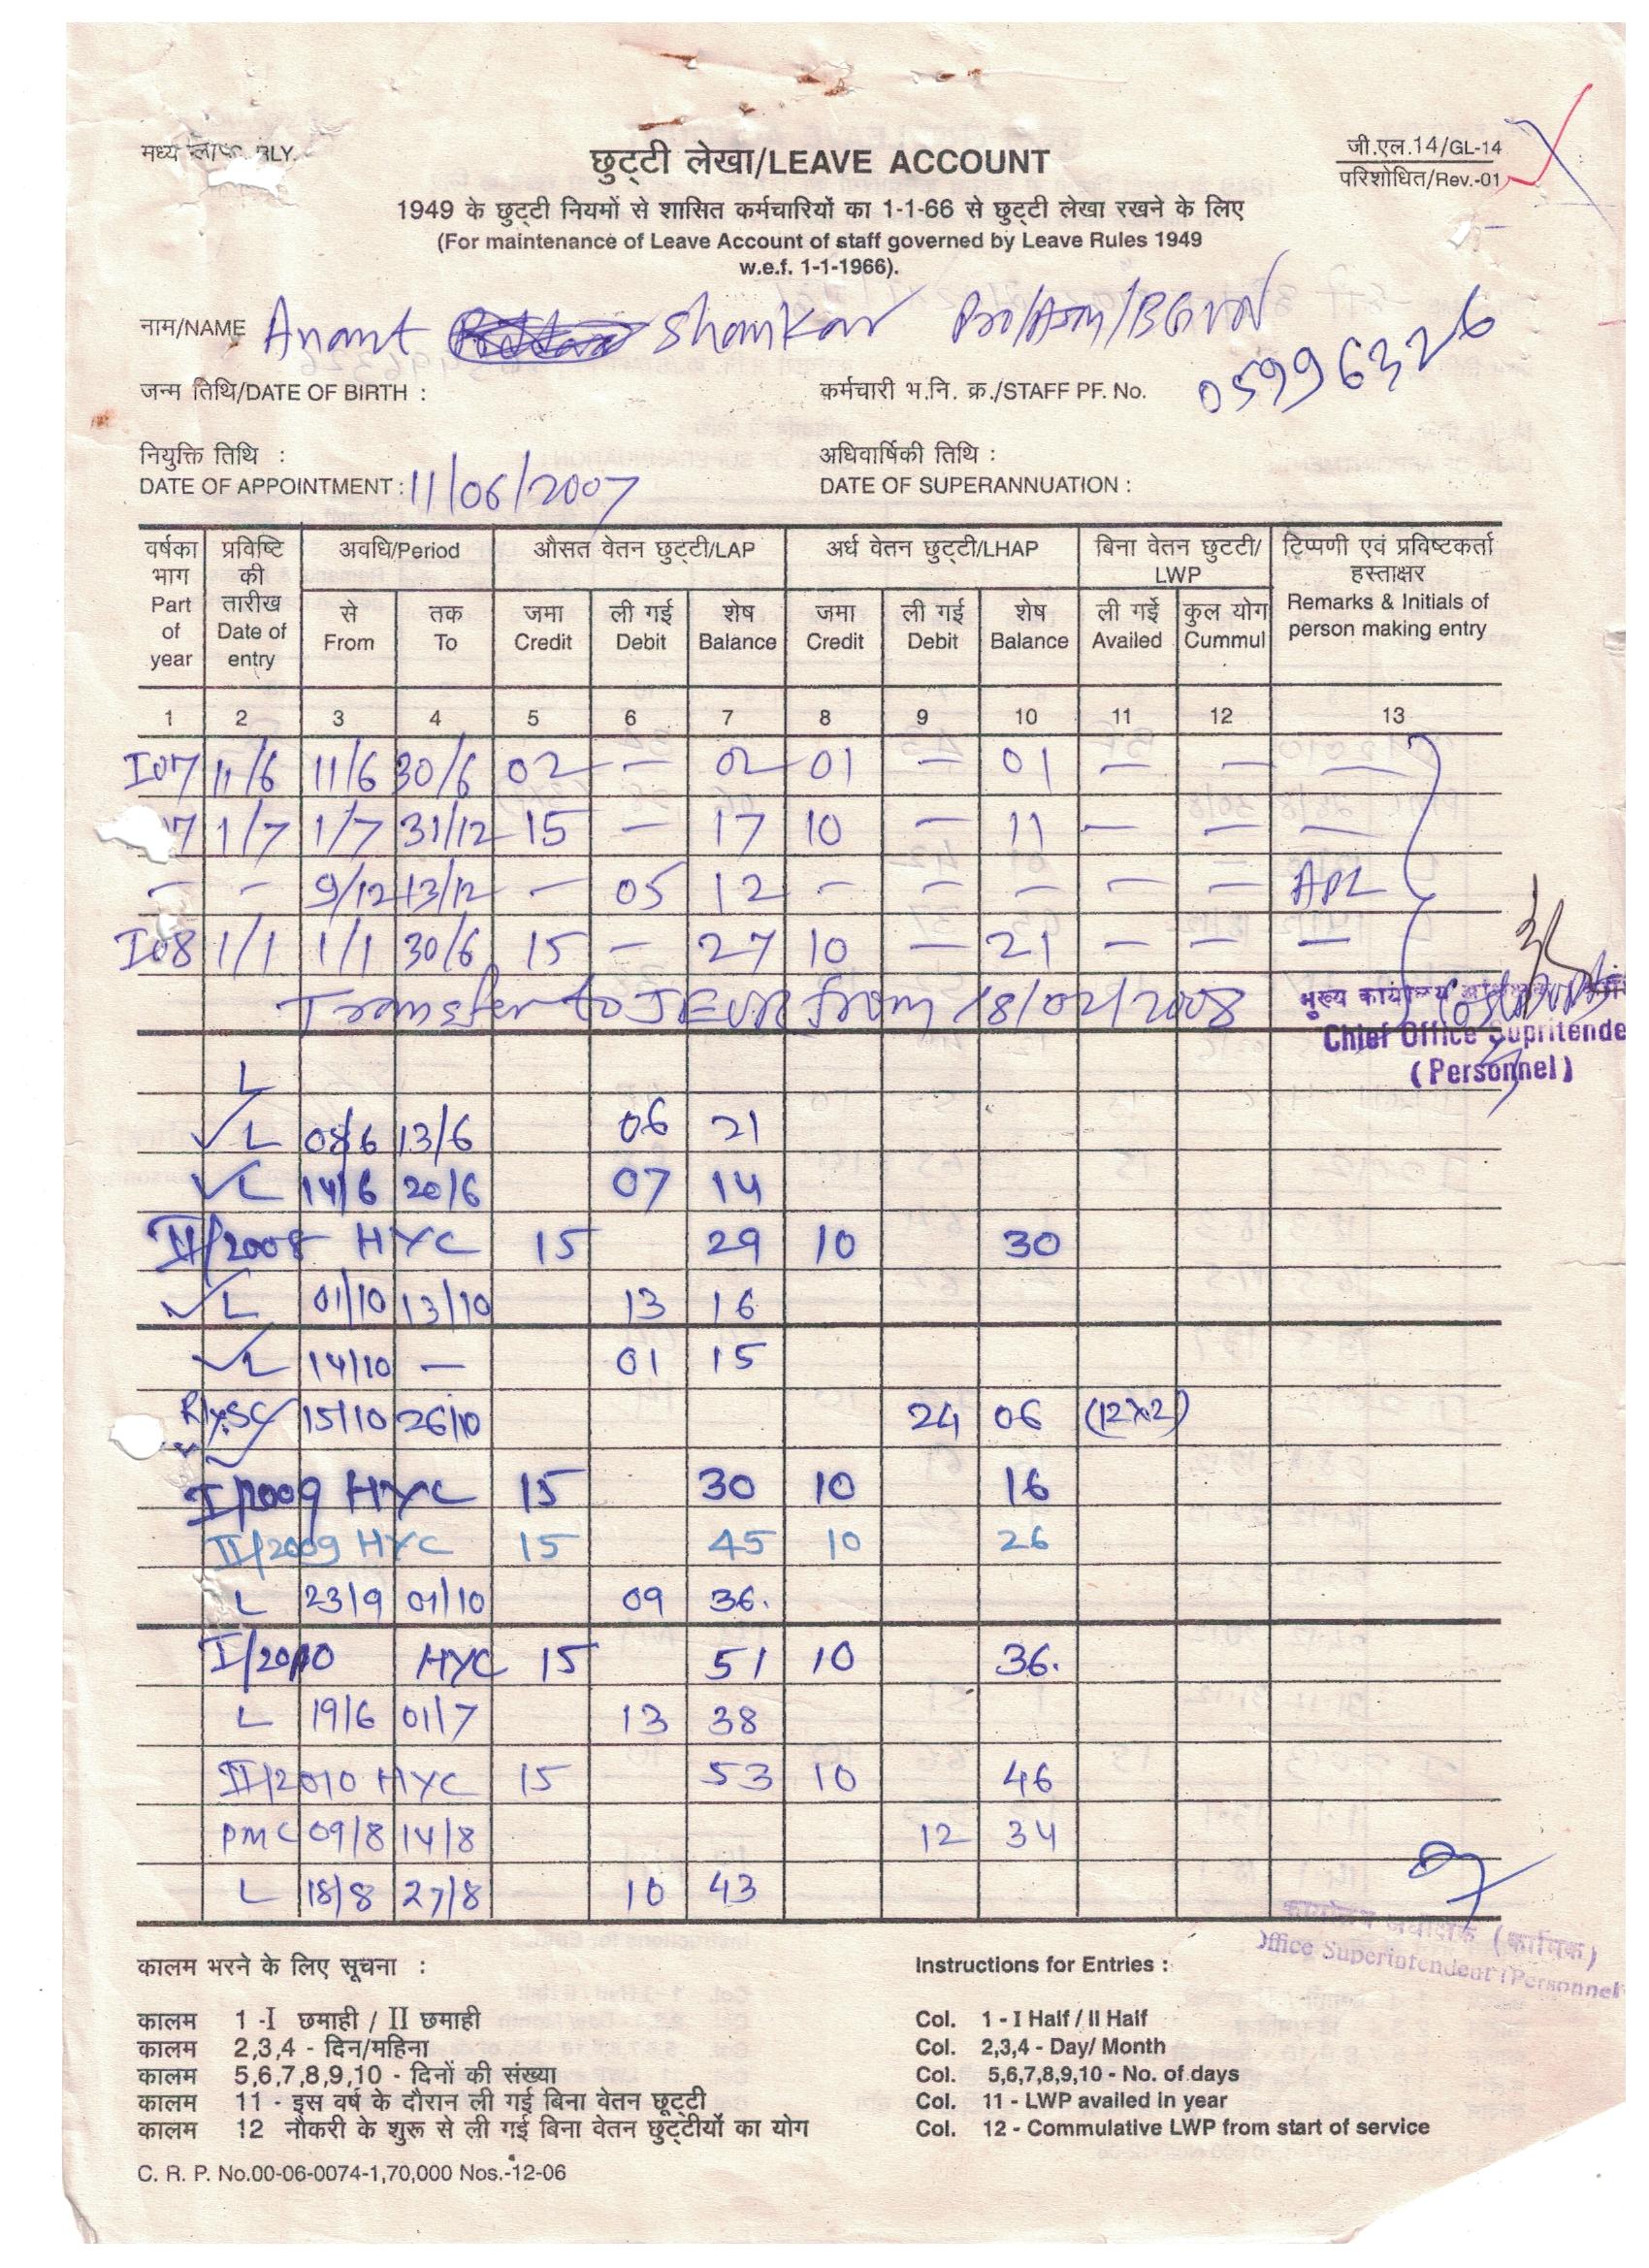 मध्य RLY.
छुट्टी लेखा/LEAVE ACCOUNT
जी.एल.14/GL-14
परिशोधित/Rev.-01
1949 के छुट्टी नियमों से शासित कर्मचारियों का 1-1-66 से छुट्टी लेखा रखने के लिए
(For maintenance of Leave Account of staff governed by Leave Rules 1949
w.e.f. 1-1-1966).
नाम/NAME Anant Shankar Pro/Asm/BGVN
जन्म तिथि/DATE OF BIRTH : कर्मचारी भ.नि. क्र./STAFF PF. No. 05996326
नियुक्ति तिथि : अधिवार्षिकी तिथि :
DATE OF APPOINTMENT : 11/06/2007 DATE OF SUPERANNUATION :
वर्षका प्रविष्टि अवधि/Period औसत वेतन छुट्टी/LAP अर्ध वेतन छुट्टी/LHAP बिना वेतन छुटटी/ टिप्पणी एवं प्रविष्टकर्ता
भाग की LWP हस्ताक्षर
Part तारीख से तक जमा ली गई शेष जमा ली गई शेष ली गई कुल योग Remarks & Initials of
of Date of From To Credit Debit Balance Credit Debit Balance Availed Cummul person making entry
year entry
1 2 3 4 5 6 7 8 9 10 11 12 13
I07 11/6 11/6 30/6 02 — 02 01 — 01 — — —
07 1/7 1/7 31/12 15 — 17 10 — 11 — — —
— — 9/12 13/12 — 05 12 — — — — — APL
I08 1/1 1/1 30/6 15 — 27 10 — 21 — — —
Transfer to JEUR from 18/02/2008
मुख्य
Chief Office Supritende
(Personnel)
L
L 08/6 13/6 06 21
L 14/6 20/6 07 14
II/2008 HYC 15 29 10 30
L 01/10 13/10 13 16
L 14/10 — 01 15
15/10 26/10 24 06 (12x2)
I/2009 HYC 15 30 10 16
II/2009 HYC 15 45 10 26
L 23/9 01/10 09 36.
I/2010 HYC 15 51 10 36.
L 19/6 01/7 13 38
II/2010 HYC 15 53 10 46
PMC 09/8 14/8 12 34
L 18/8 27/8 10 43
कार्यालय अधीक्षक (कार्मिक)
Office Superintendent (Personnel
कालम भरने के लिए सूचना : Instructions for Entries :
कालम 1 -I छमाही / II छमाही Col. 1 - I Half / II Half
कालम 2,3,4 - दिन/महिना Col. 2,3,4 - Day/ Month
कालम 5,6,7,8,9,10 - दिनों की संख्या Col. 5,6,7,8,9,10 - No. of days
कालम 11 - इस वर्ष के दौरान ली गई बिना वेतन छूट्टी Col. 11 - LWP availed in year
कालम 12 नौकरी के शुरू से ली गई बिना वेतन छुट्टीयों का योग Col. 12 - Commulative LWP from start of service
C. R. P. No.00-06-0074-1,70,000 Nos.-12-06